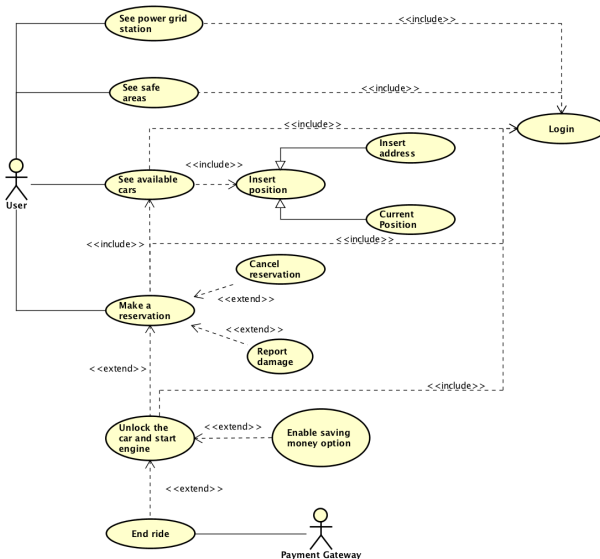 See power grid
station
<<include>>
See safe
areas
<<include>>
<<include>>
Login
Insert
address
<<include>>
See available
cars
Insert
position
User
Current
Position
<<include>>
<<include>>
Cancel
reservation
<<extend>>
Make a
reservation
<<extend>>
Report
damage
<<extend>>
<<include>>
Unlock the
car and start
engine
<<extend>>
Enable saving
money option
<<extend>>
End ride
Payment Gateway